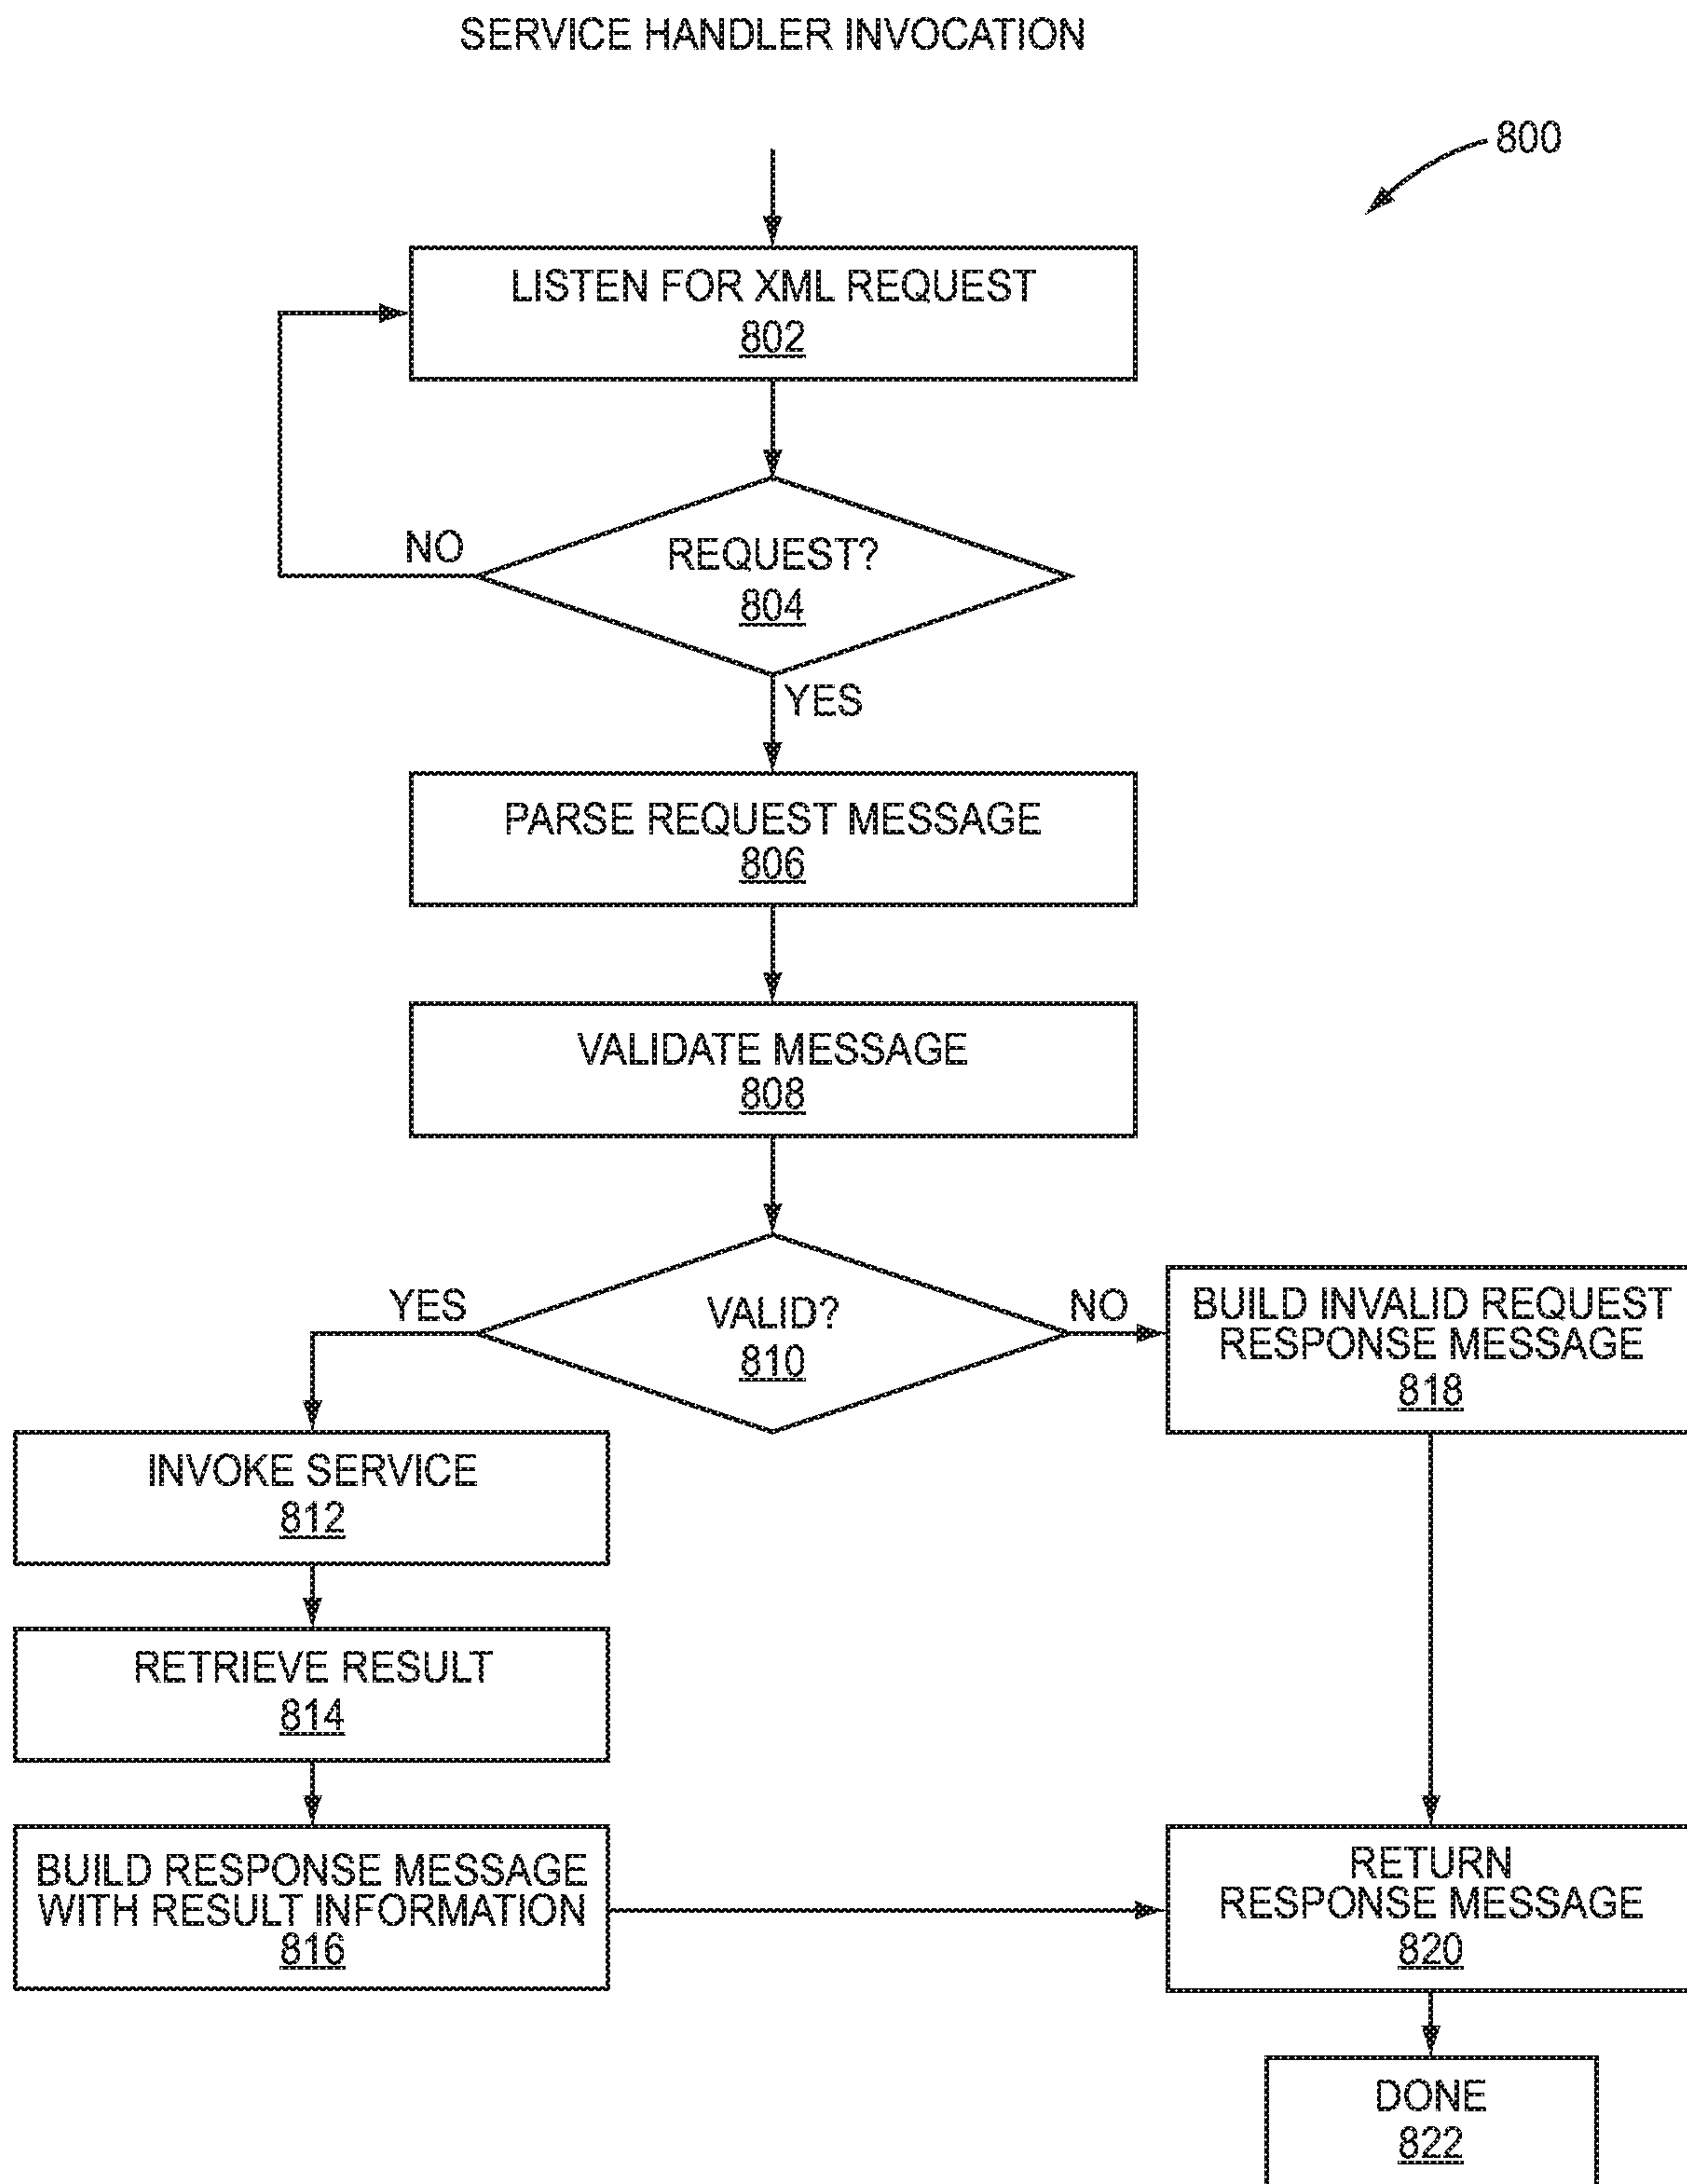 SERVICE HANDLER INVOCATION
800
LISTEN FOR XML REQUEST
802
NO
REQUEST?
804
YES
PARSE REQUEST MESSAGE
806
VALIDATE MESSAGE
808
YES
VALID?
810
NO
BUILD INVALID REQUEST
RESPONSE MESSAGE
818
INVOKE SERVICE
812
RETRIEVE RESULT
814
BUILD RESPONSE MESSAGE
WITH RESULT INFORMATION
816
RETURN
RESPONSE MESSAGE
820
DONE
822